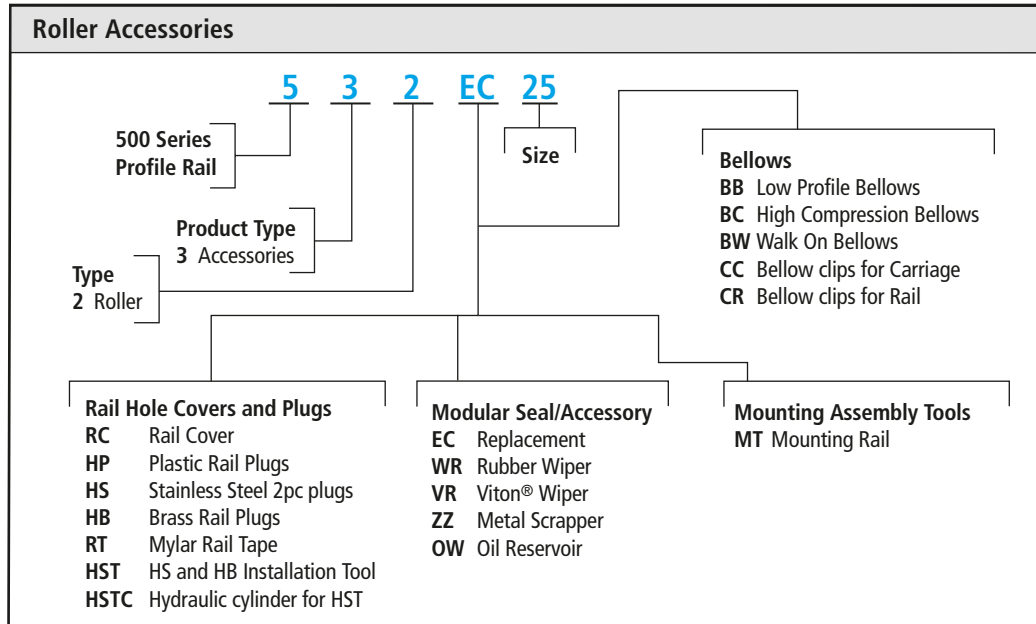 Roller Accessories
5 3 2 EC 25
500 Series
Profile Rail
Size
Product Type
3 Accessories
Type
2 Roller
Bellows
BB Low Profile Bellows
BC High Compression Bellows
BW Walk On Bellows
CC Bellow clips for Carriage
CR Bellow clips for Rail
Rail Hole Covers and Plugs
RC Rail Cover
HP Plastic Rail Plugs
HS Stainless Steel 2pc plugs
HB Brass Rail Plugs
RT Mylar Rail Tape
HST HS and HB Installation Tool
HSTC Hydraulic cylinder for HST
Modular Seal/Accessory
EC Replacement
WR Rubber Wiper
VR Viton® Wiper
ZZ Metal Scrapper
OW Oil Reservoir
Mounting Assembly Tools
MT Mounting Rail